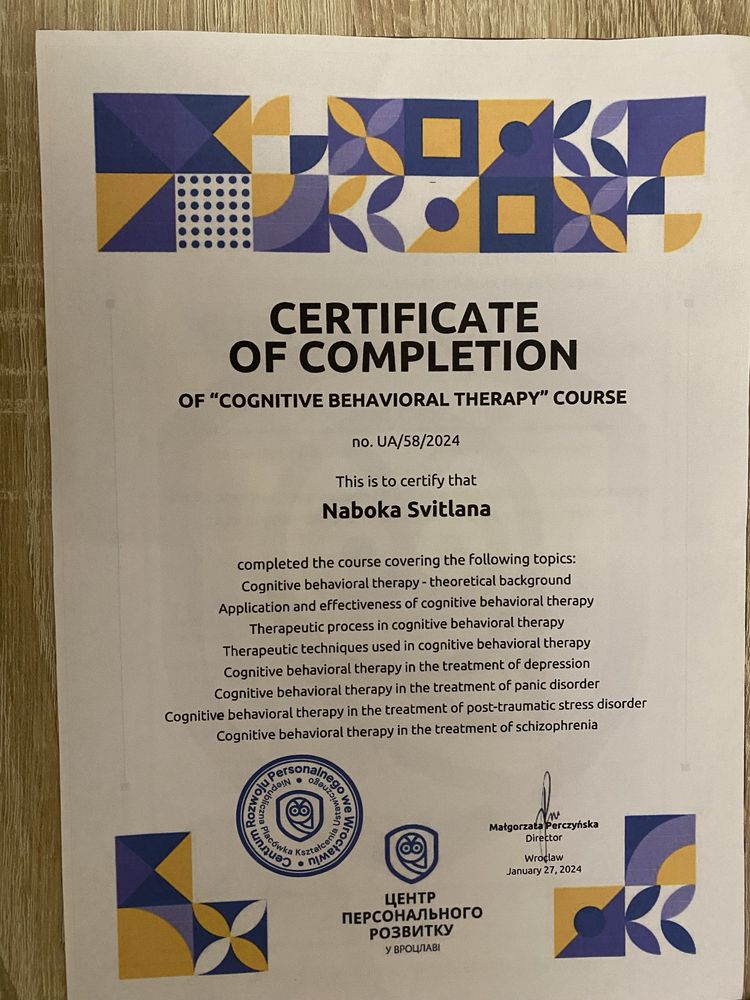 CERTIFICATE
OF COMPLETION
OF “COGNITIVE BEHAVIORAL THERAPY” COURSE
no. UA/58/2024
This is to certify that
Naboka Svitlana
completed the course covering the following topics:
Cognitive behavioral therapy - theoretical background
Application and effectiveness of cognitive behavioral therapy
Therapeutic process in cognitive behavioral therapy
Therapeutic techniques used in cognitive behavioral therapy
Cognitive behavioral therapy in the treatment of depression
Cognitive behavioral therapy in the treatment of panic disorder
Cognitive behavioral therapy in the treatment of post-traumatic stress disorder
Cognitive behavioral therapy in the treatment of schizophrenia
Centrum Rozwoju Personalnego we Wrocławiu
Niepubliczna Placówka Kształcenia Ustawicznego
Małgorzata Perczyńska
Director
Wroclaw
January 27, 2024
ЦЕНТР
ПЕРСОНАЛЬНОГО
РОЗВИТКУ
У ВРОЦЛАВІ